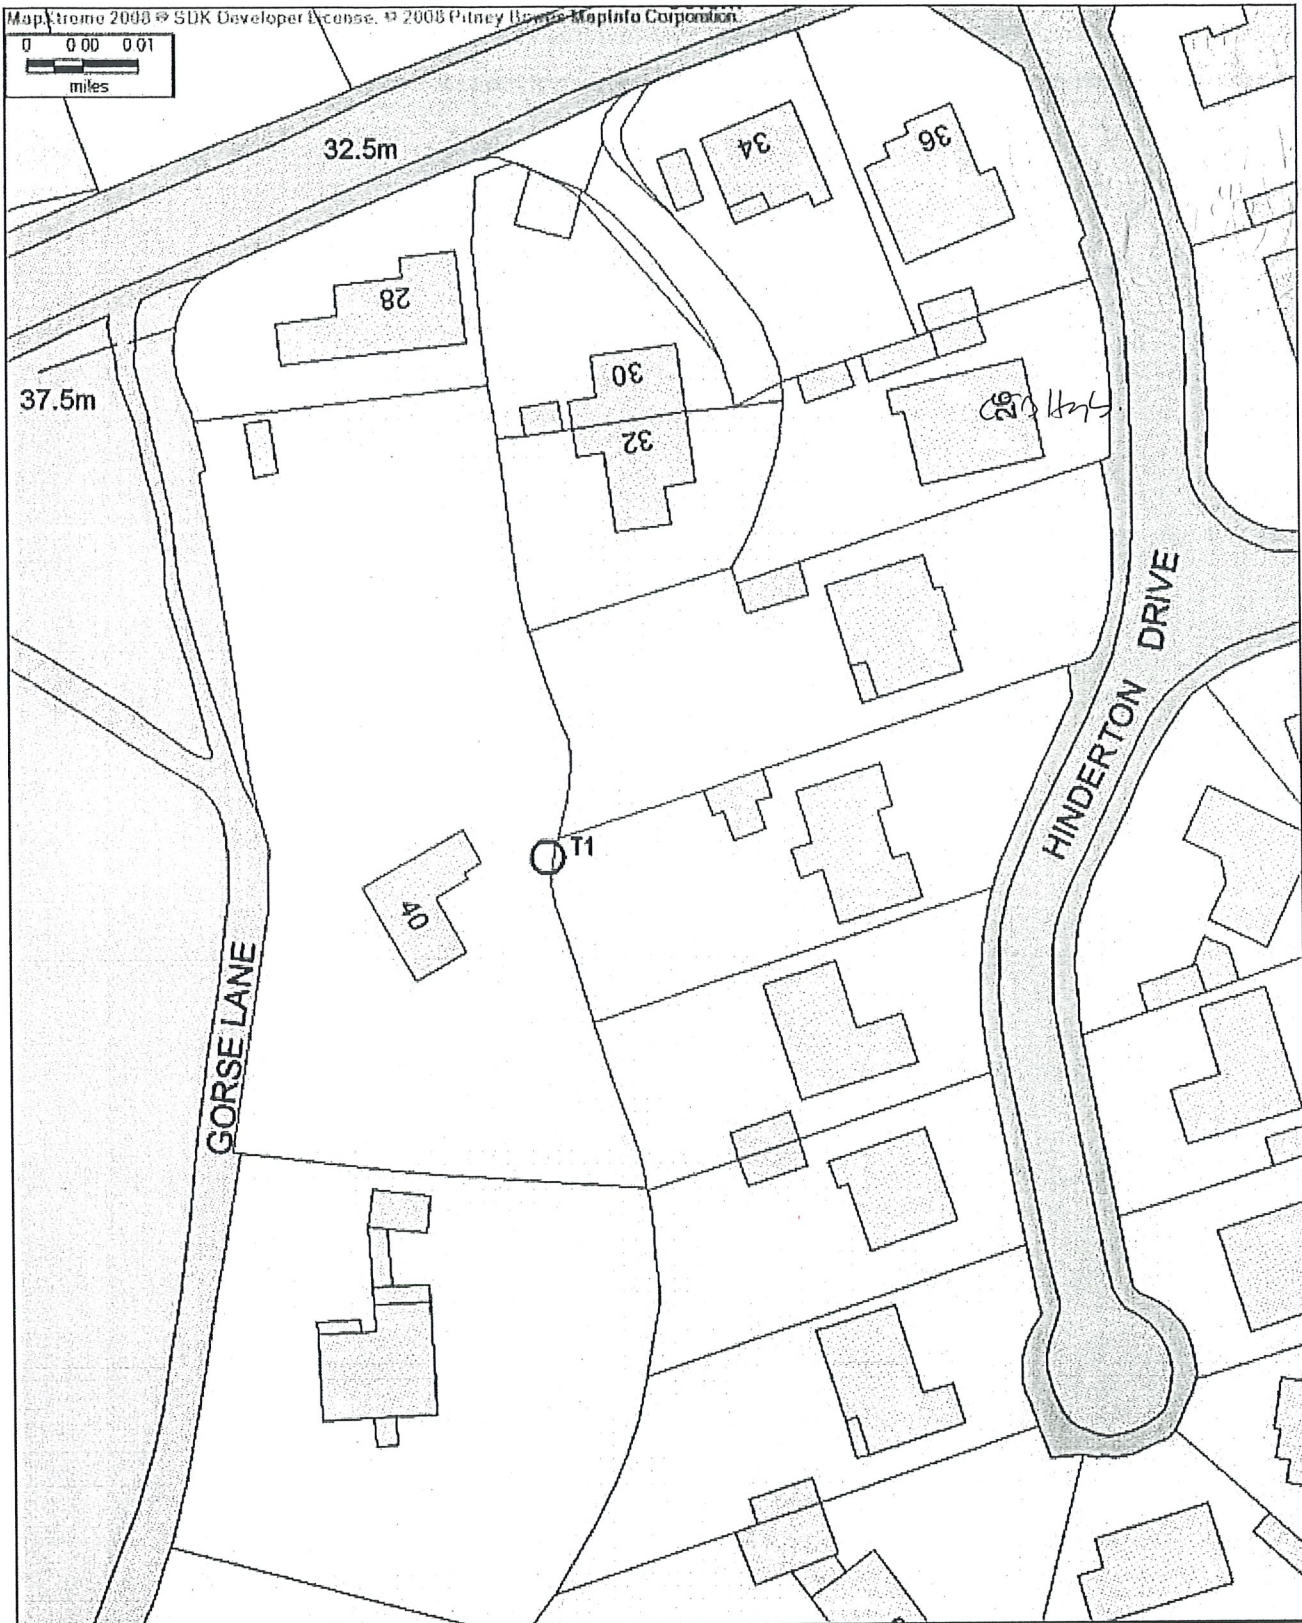 MapXtreme 2008 ® SDK Developer License. © 2008 Pitney Bowes MapInfo Corporation.
0 0.00 0.01
miles
32.5m
34
36
28
37.5m
30
32
26
HINDERTON DRIVE
T1
40
GORSE LANE